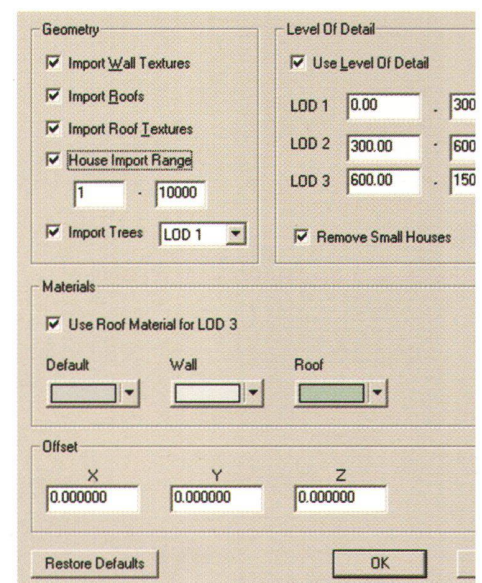 Geometry
Import Wall Textures
Import Roofs
Import Roof Textures
House Import Range
1 - 10000
Import Trees LOD 1
Level Of Detail
Use Level Of Detail
LOD 1 0.00 - 300
LOD 2 300.00 - 600
LOD 3 600.00 - 150
Remove Small Houses
Materials
Use Roof Material for LOD 3
Default Wall Roof
Offset
X Y Z
0.000000 0.000000 0.000000
Restore Defaults OK